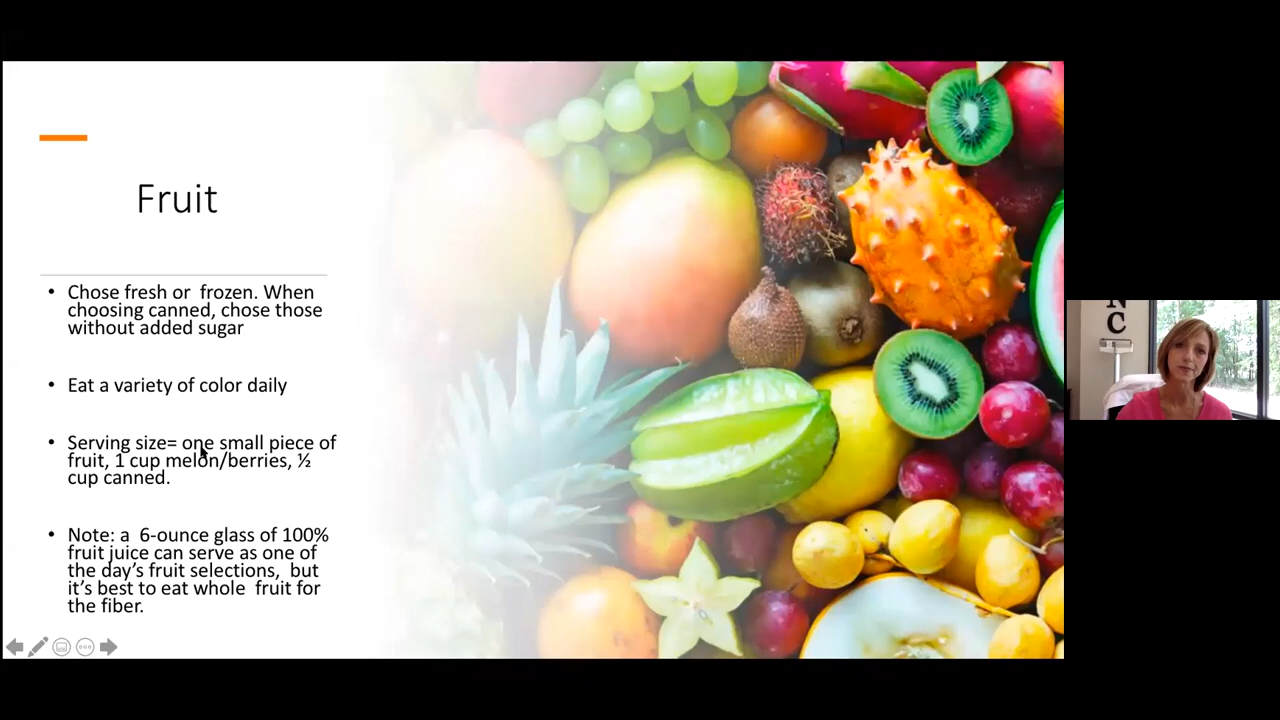 Fruit
• Chose fresh or frozen. When
choosing canned, chose those
without added sugar
• Eat a variety of color daily
• Serving size= one small piece of
fruit, 1 cup melon/berries, ½
cup canned.
• Note: a 6-ounce glass of 100%
fruit juice can serve as one of
the day's fruit selections, but
it's best to eat whole fruit for
the fiber.
N
C